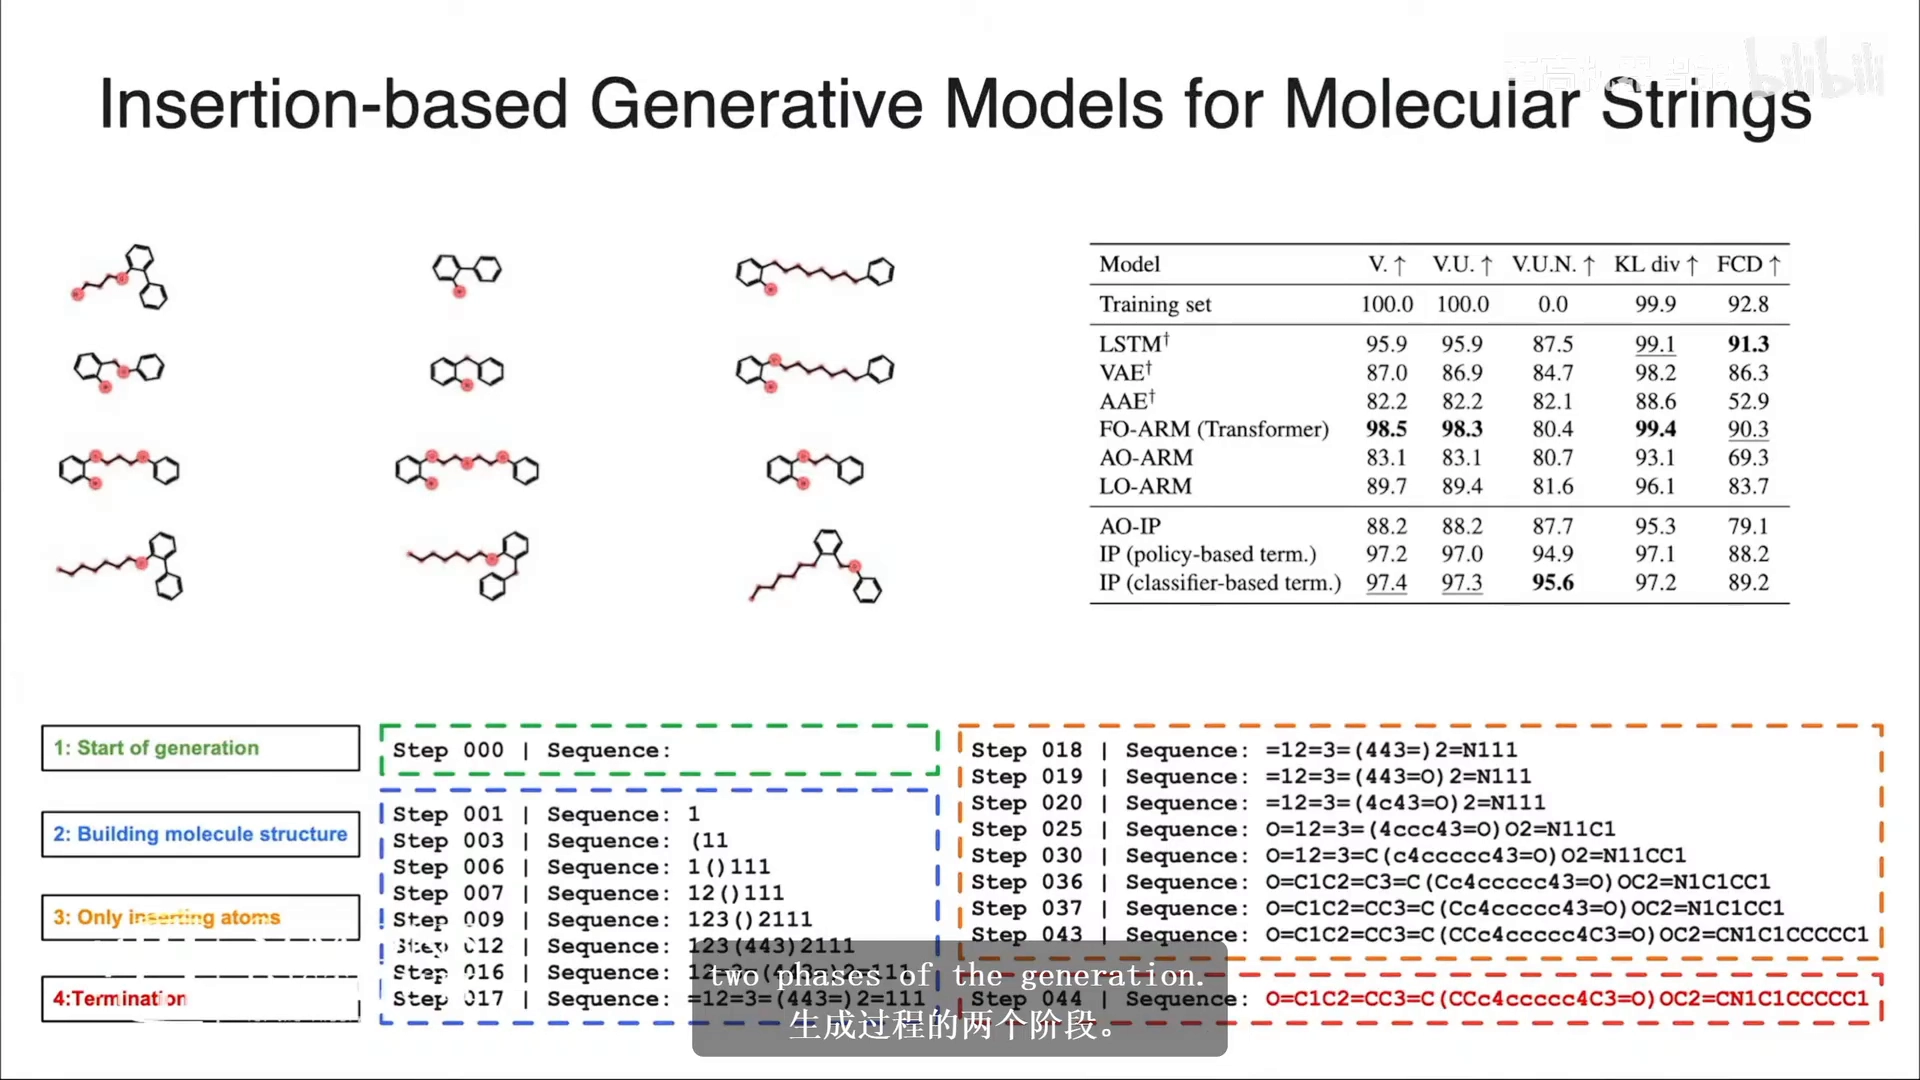 Insertion-based Generative Models for Molecular Strings
bilibili
Model V. ↑ V.U. ↑ V.U.N. ↑ KL div ↑ FCD ↑
Training set 100.0 100.0 0.0 99.9 92.8
LSTM† 95.9 95.9 87.5 99.1 91.3
VAE† 87.0 86.9 84.7 98.2 86.3
AAE† 82.2 82.2 82.1 88.6 52.9
FO-ARM (Transformer) 98.5 98.3 80.4 99.4 90.3
AO-ARM 83.1 83.1 80.7 93.1 69.3
LO-ARM 89.7 89.4 81.6 96.1 83.7
AO-IP 88.2 88.2 87.7 95.3 79.1
IP (policy-based term.) 97.2 97.0 94.9 97.1 88.2
IP (classifier-based term.) 97.4 97.3 95.6 97.2 89.2
1: Start of generation
2: Building molecule structure
3: Only inserting atoms
4:Termination
Step 000 | Sequence:
Step 001 | Sequence: 1
Step 003 | Sequence: (11
Step 006 | Sequence: 1()111
Step 007 | Sequence: 12()111
Step 009 | Sequence: 123()2111
Step 012 | Sequence: 123(443)2111
Step 016 | Sequence:
Step 017 | Sequence: =12=3=(443=)2=111
Step 018 | Sequence: =12=3=(443=)2=N111
Step 019 | Sequence: =12=3=(443=O)2=N111
Step 020 | Sequence: =12=3=(4c43=O)2=N111
Step 025 | Sequence: O=12=3=(4ccc43=O)O2=N11C1
Step 030 | Sequence: O=12=3=C(c4ccccc43=O)O2=N11CC1
Step 036 | Sequence: O=C1C2=C3=C(Cc4ccccc43=O)OC2=N1C1CC1
Step 037 | Sequence: O=C1C2=CC3=C(Cc4ccccc43=O)OC2=N1C1CC1
Step 043 | Sequence: O=C1C2=CC3=C(CCc4ccccc4C3=O)OC2=CN1C1CCCCC1
Step 044 | Sequence: O=C1C2=CC3=C(CCc4ccccc4C3=O)OC2=CN1C1CCCCC1
two phases of the generation.
生成过程的两个阶段。